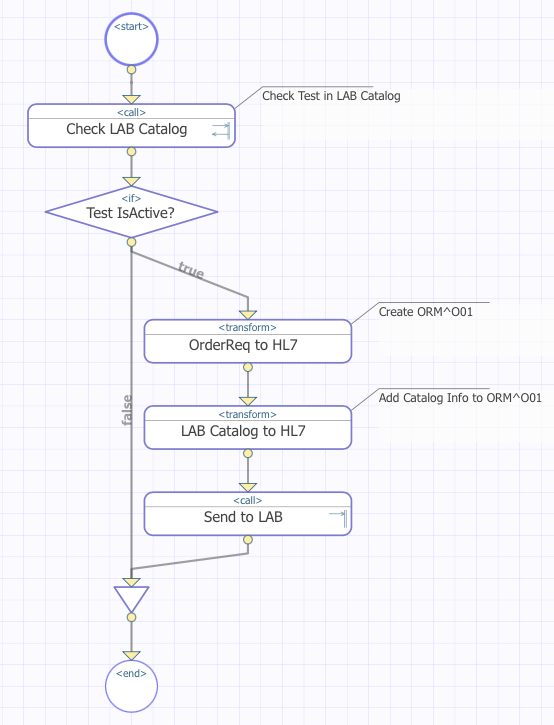 <start>
<call>
Check LAB Catalog
Check Test in LAB Catalog
<if>
Test IsActive?
true
false
<transform>
OrderReq to HL7
Create ORM^O01
<transform>
LAB Catalog to HL7
Add Catalog Info to ORM^O01
<call>
Send to LAB
<end>